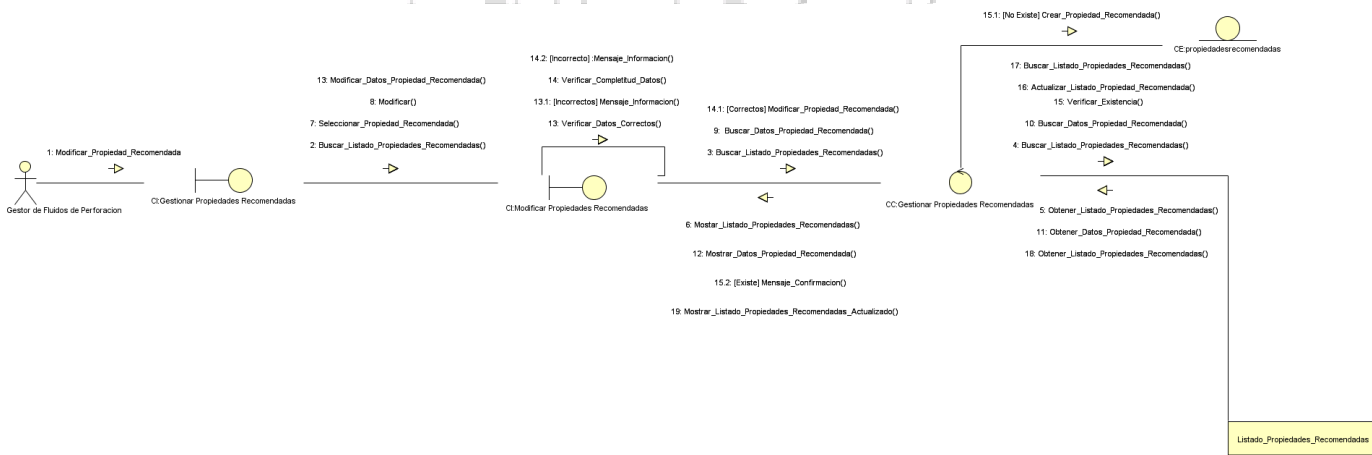 15.1: [No Existe] Crear_Propiedad_Recomendada()
CE:propiedadesrecomendadas
14.2: [Incorrecto] :Mensaje_Informacion()
14: Verificar_Completitud_Datos()
13.1: [Incorrectos] Mensaje_Informacion()
13: Verificar_Datos_Correctos()
13: Modificar_Datos_Propiedad_Recomendada()
8: Modificar()
7: Seleccionar_Propiedad_Recomendada()
2: Buscar_Listado_Propiedades_Recomendadas()
14.1: [Correctos] Modificar_Propiedad_Recomendada()
9: Buscar_Datos_Propiedad_Recomendada()
3: Buscar_Listado_Propiedades_Recomendadas()
17: Buscar_Listado_Propiedades_Recomendadas()
16: Actualizar_Listado_Propiedad_Recomendada()
15: Verificar_Existencia()
10: Buscar_Datos_Propiedad_Recomendada()
4: Buscar_Listado_Propiedades_Recomendadas()
1: Modificar_Propiedad_Recomendada
Gestor de Fluidos de Perforacion
CI:Gestionar Propiedades Recomendadas
CI:Modificar Propiedades Recomendadas
CC:Gestionar Propiedades Recomendadas
6: Mostar_Listado_Propiedades_Recomendadas()
12: Mostrar_Datos_Propiedad_Recomendada()
15.2: [Existe] Mensaje_Confirmacion()
19: Mostrar_Listado_Propiedades_Recomendadas_Actualizado()
5: Obtener_Listado_Propiedades_Recomendadas()
11: Obtener_Datos_Propiedad_Recomendada()
18: Obtener_Listado_Propiedades_Recomendadas()
Listado_Propiedades_Recomendadas